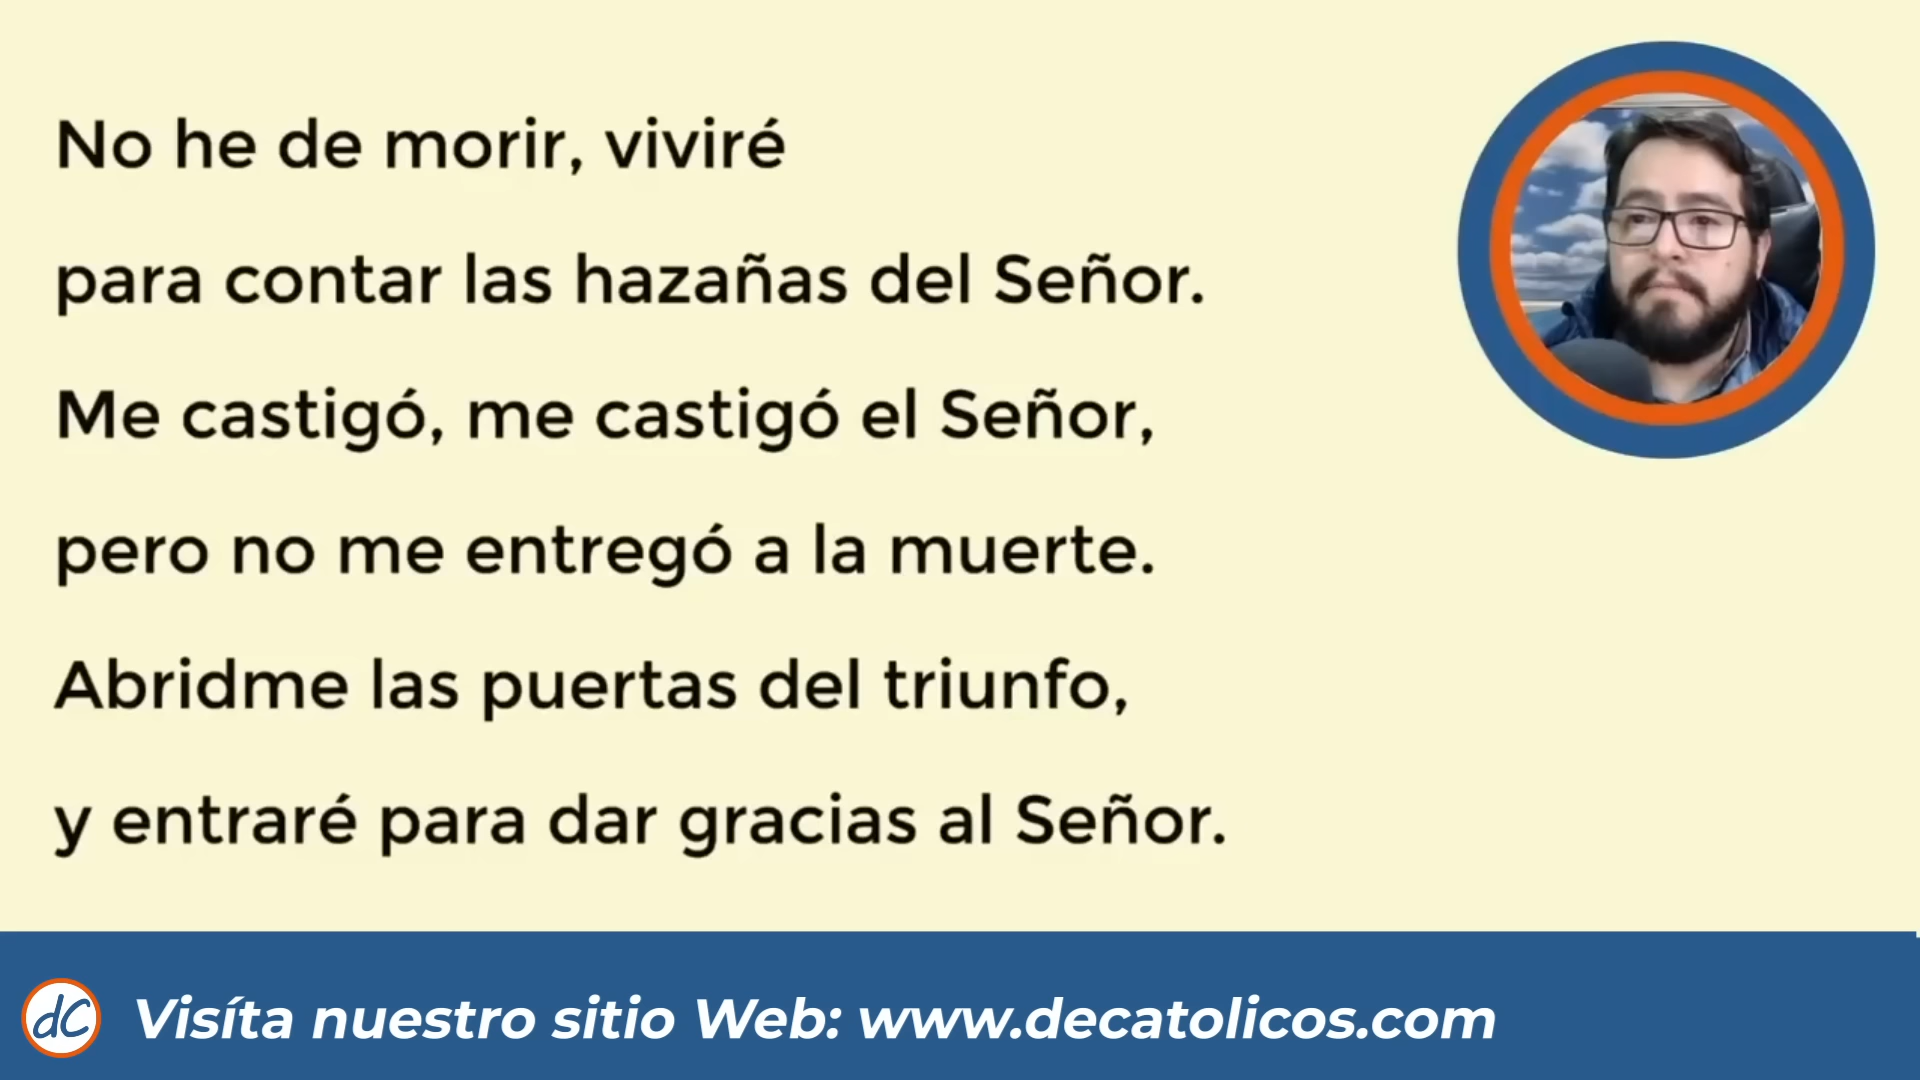 No he de morir, viviré
para contar las hazañas del Señor.
Me castigó, me castigó el Señor,
pero no me entregó a la muerte.
Abridme las puertas del triunfo,
y entraré para dar gracias al Señor.
dC Visíta nuestro sitio Web: www.decatolicos.com